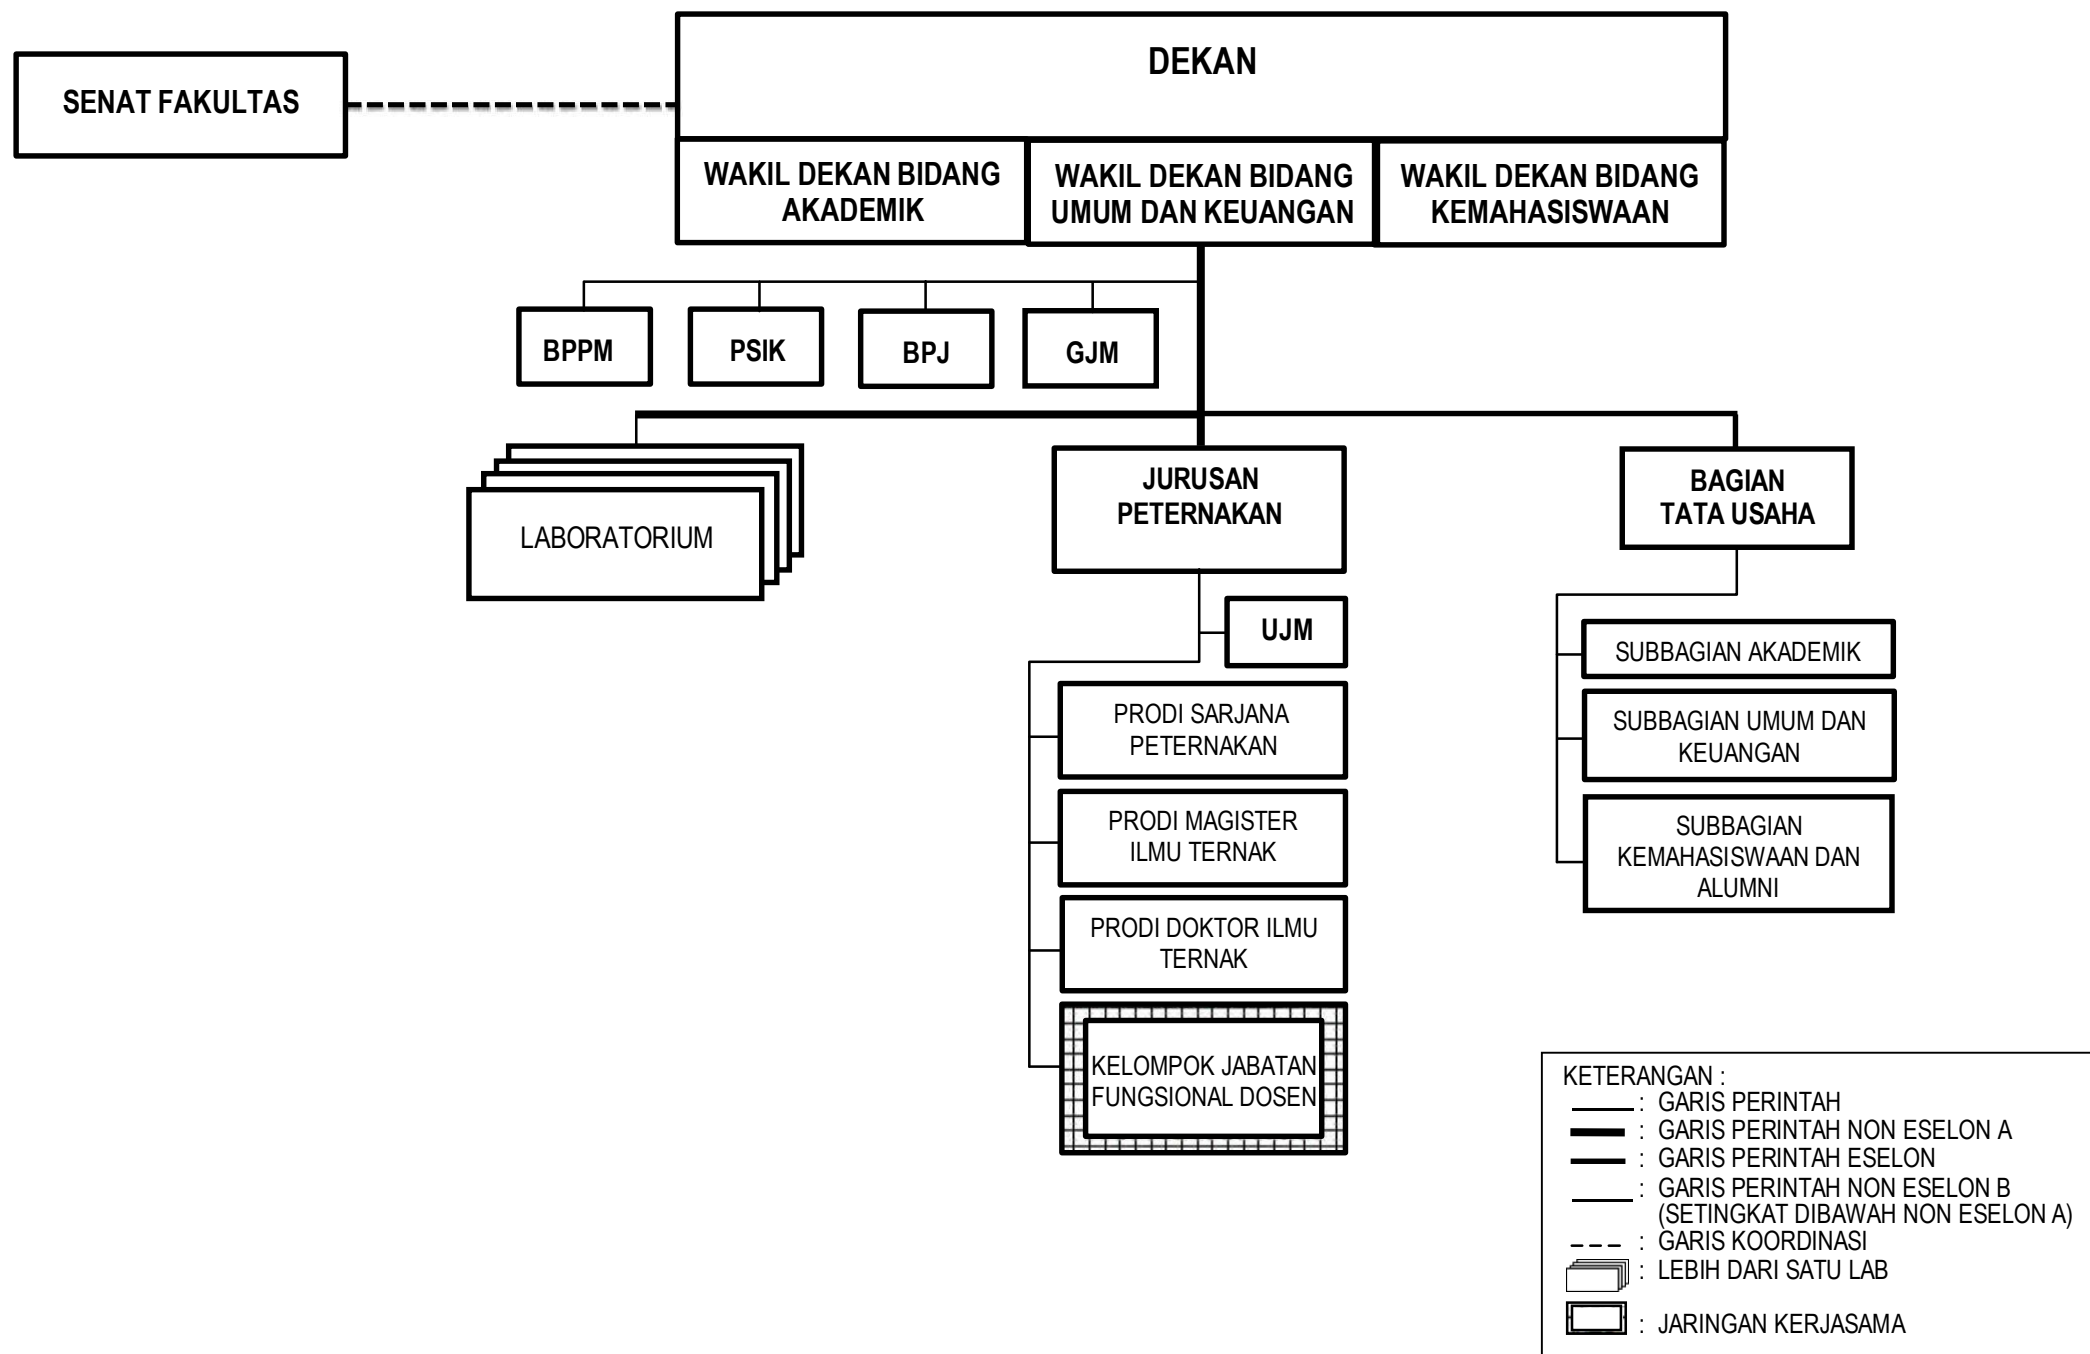 DEKAN
SENAT FAKULTAS
WAKIL DEKAN BIDANG
AKADEMIK
WAKIL DEKAN BIDANG
UMUM DAN KEUANGAN
WAKIL DEKAN BIDANG
KEMAHASISWAAN
BPPM
PSIK
BPJ
GJM
LABORATORIUM
JURUSAN
PETERNAKAN
BAGIAN
TATA USAHA
UJM
PRODI SARJANA
PETERNAKAN
PRODI MAGISTER
ILMU TERNAK
PRODI DOKTOR ILMU
TERNAK
KELOMPOK JABATAN
FUNGSIONAL DOSEN
SUBBAGIAN AKADEMIK
SUBBAGIAN UMUM DAN
KEUANGAN
SUBBAGIAN
KEMAHASISWAAN DAN
ALUMNI
KETERANGAN :
: GARIS PERINTAH
: GARIS PERINTAH NON ESELON A
: GARIS PERINTAH ESELON
: GARIS PERINTAH NON ESELON B
(SETINGKAT DIBAWAH NON ESELON A)
: GARIS KOORDINASI
: LEBIH DARI SATU LAB
: JARINGAN KERJASAMA